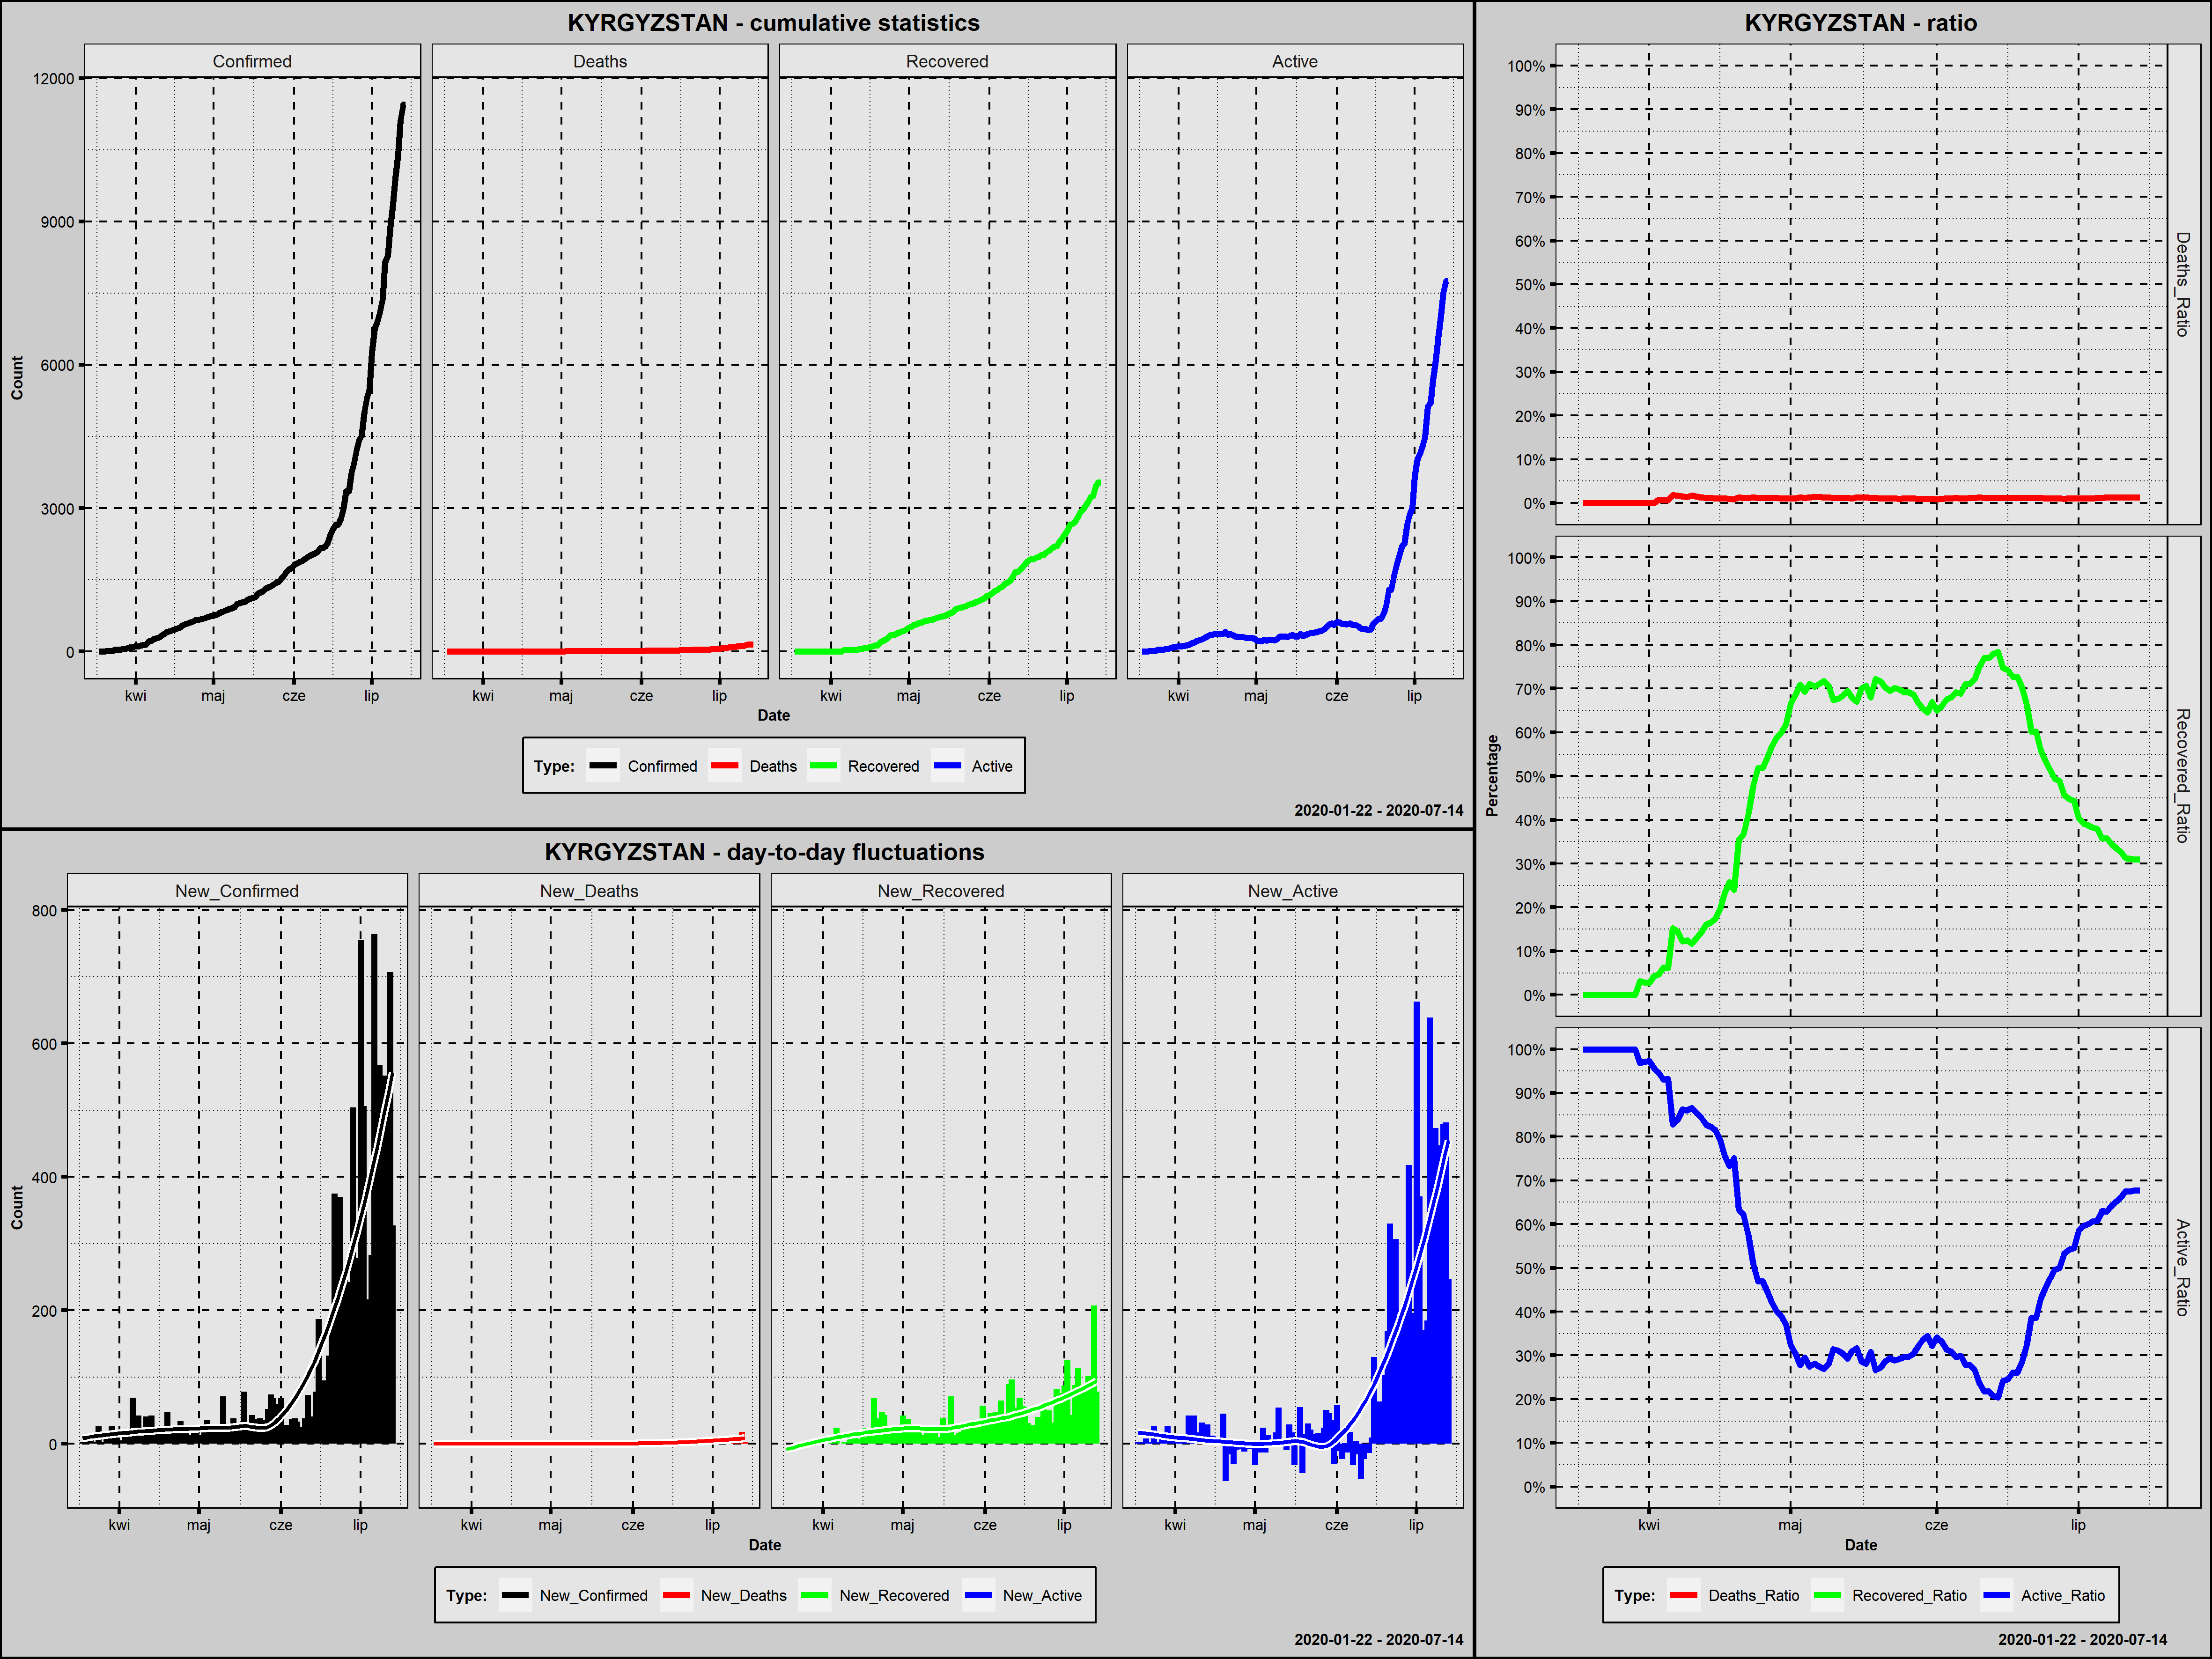 KYRGYZSTAN - cumulative statistics
Confirmed Deaths Recovered Active
12000
9000
6000
3000
0
Count
kwi maj cze lip kwi maj cze lip kwi maj cze lip kwi maj cze lip
Date
Type: Confirmed Deaths Recovered Active
2020-01-22 - 2020-07-14
KYRGYZSTAN - day-to-day fluctuations
New_Confirmed New_Deaths New_Recovered New_Active
800
600
400
200
0
Count
kwi maj cze lip kwi maj cze lip kwi maj cze lip kwi maj cze lip
Date
Type: New_Confirmed New_Deaths New_Recovered New_Active
2020-01-22 - 2020-07-14
KYRGYZSTAN - ratio
100%
90%
80%
70%
60%
50%
40%
30%
20%
10%
0%
Deaths_Ratio
100%
90%
80%
70%
60%
50%
40%
30%
20%
10%
0%
Recovered_Ratio
Percentage
100%
90%
80%
70%
60%
50%
40%
30%
20%
10%
0%
Active_Ratio
kwi maj cze lip
Date
Type: Deaths_Ratio Recovered_Ratio Active_Ratio
2020-01-22 - 2020-07-14